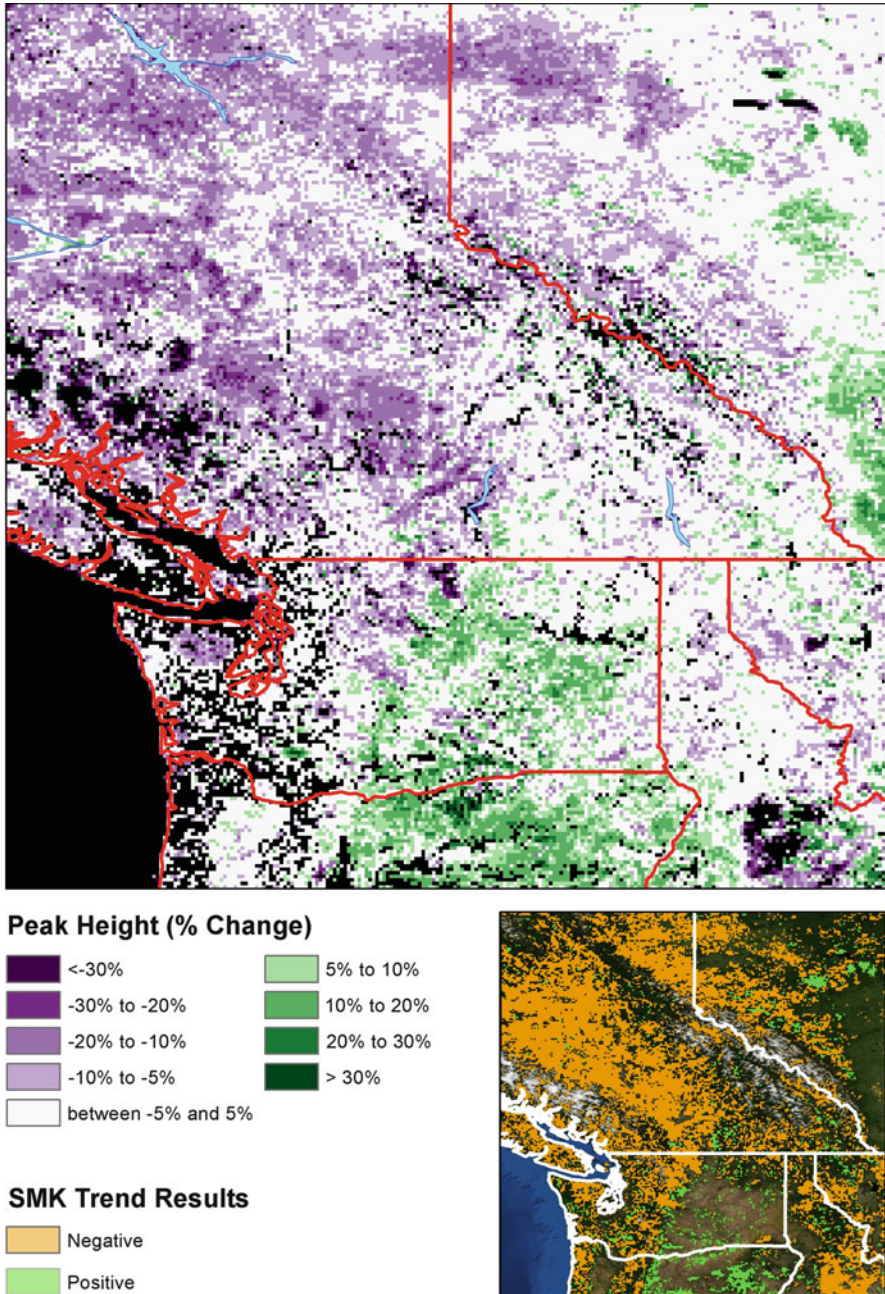 Peak Height (% Change)
<-30%
-30% to -20%
-20% to -10%
-10% to -5%
between -5% and 5%
5% to 10%
10% to 20%
20% to 30%
> 30%
SMK Trend Results
Negative
Positive